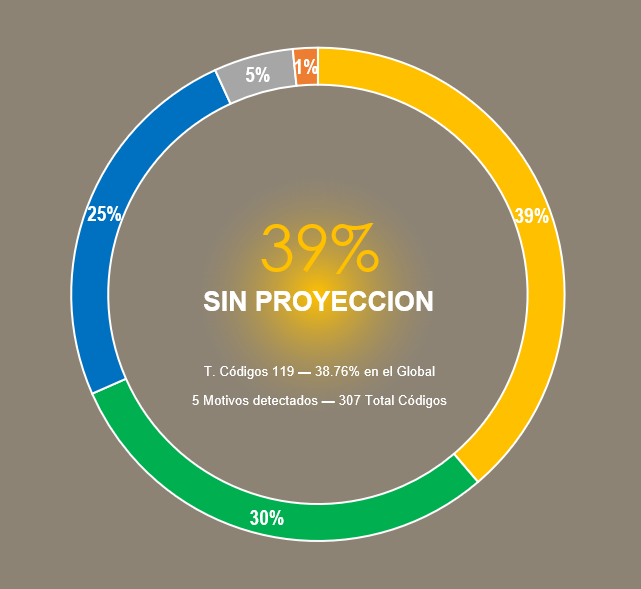 5%
1%
25%
39%
39%
SIN PROYECCION
T. Códigos 119 — 38.76% en el Global
5 Motivos detectados — 307 Total Códigos
30%